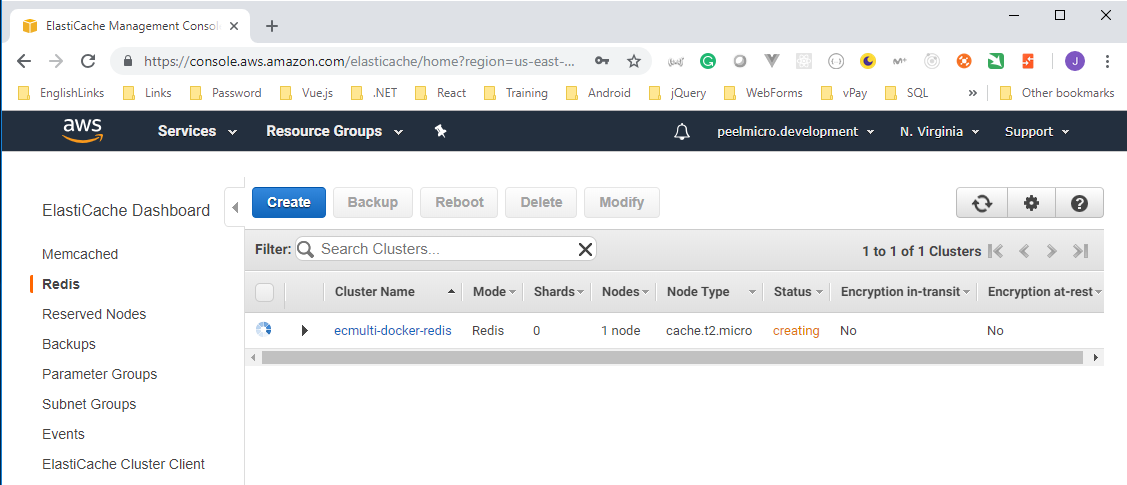 ElastiCache Management Consol
https://console.aws.amazon.com/elasticache/home?region=us-east-...
J
EnglishLinks Links Password Vue.js .NET React Training Android jQuery WebForms vPay SQL » Other bookmarks
aws Services Resource Groups peelmicro.development N. Virginia Support
ElastiCache Dashboard
Memcached
Redis
Reserved Nodes
Backups
Parameter Groups
Subnet Groups
Events
ElastiCache Cluster Client
Create Backup Reboot Delete Modify
Filter: Search Clusters... 1 to 1 of 1 Clusters
Cluster Name Mode Shards Nodes Node Type Status Encryption in-transit Encryption at-rest
ecmulti-docker-redis Redis 0 1 node cache.t2.micro creating No No